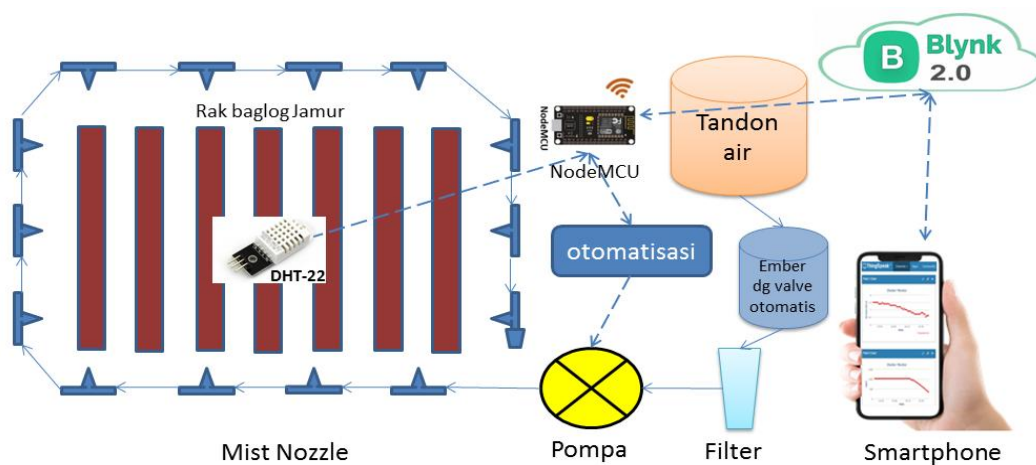 Rak baglog Jamur
DHT-22
NodeMCU
NodeMCU
Tandon
air
B
Blynk
2.0
otomatisasi
Ember
dg valve
otomatis
ThingSpeak
Mist Nozzle
Pompa
Filter
Smartphone